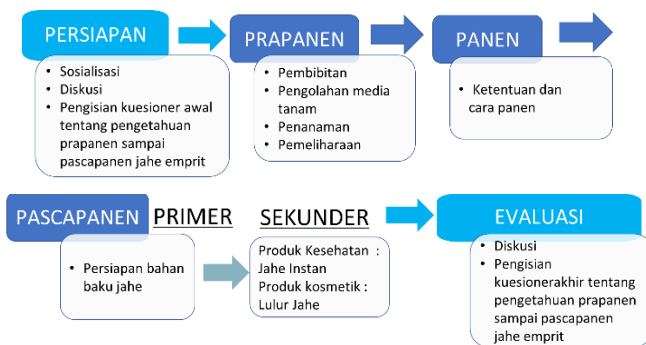 PERSIAPAN
• Sosialisasi
• Diskusi
• Pengisian kuesioner awal
tentang pengetahuan
prapanen sampai
pascapanen jahe emprit
PRAPANEN
• Pembibitan
• Pengolahan media
tanam
• Penanaman
• Pemeliharaan
PANEN
• Ketentuan dan
cara panen
PASCAPANEN PRIMER
• Persiapan bahan
baku jahe
SEKUNDER
Produk Kesehatan :
Jahe Instan
Produk kosmetik :
Lulur Jahe
EVALUASI
• Diskusi
• Pengisian
kuesionerakhir tentang
pengetahuan prapanen
sampai pascapanen
jahe emprit